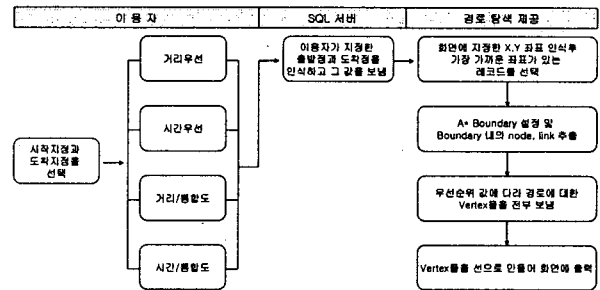 이 용 자
SQL 서버
경로 탐색 제공
시작지점과
도착지점을
선택
거리우선
시간우선
거리/통합도
시간/통합도
이용자가 지정한
출발점과 도착점을
인식하고 그 값을 보냄
화면에 지정한 X,Y 좌표 인식후
가장 가까운 좌표가 있는
레코드를 선택
A* Boundary 설정 및
Boundary 내의 node, link 추출
우선순위 값에 다라 경로에 대한
Vertex들을 전부 보냄
Vertex들을 선으로 만들어 화면에 출력